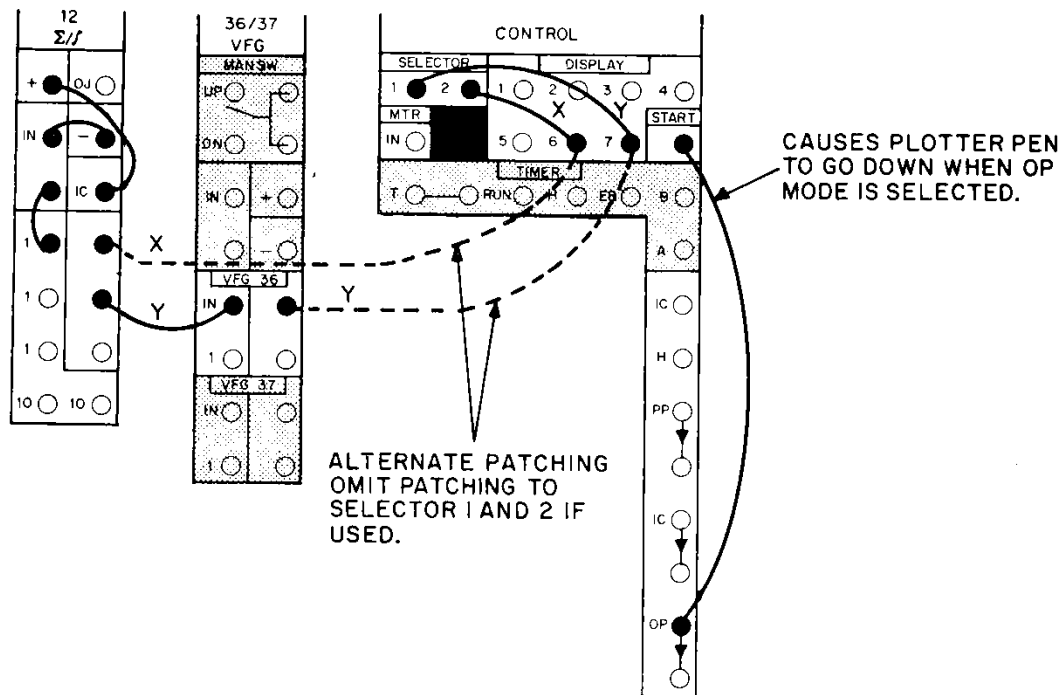 12
Σ/∫
+ OJ
IN -
IC
1
1
1
10 10
X
Y
36/37
VFG
MAN SW
UP
DN
IN +
-
VFG 36
IN
1
VFG 37
IN
1
Y
CONTROL
SELECTOR DISPLAY
1 2 1 2 3 4
X Y
MTR START
IN 5 6 7
TIMER
T RUN H EB B
A
IC
H
PP
IC
OP
CAUSES PLOTTER PEN
TO GO DOWN WHEN OP
MODE IS SELECTED.
ALTERNATE PATCHING
OMIT PATCHING TO
SELECTOR 1 AND 2 IF
USED.